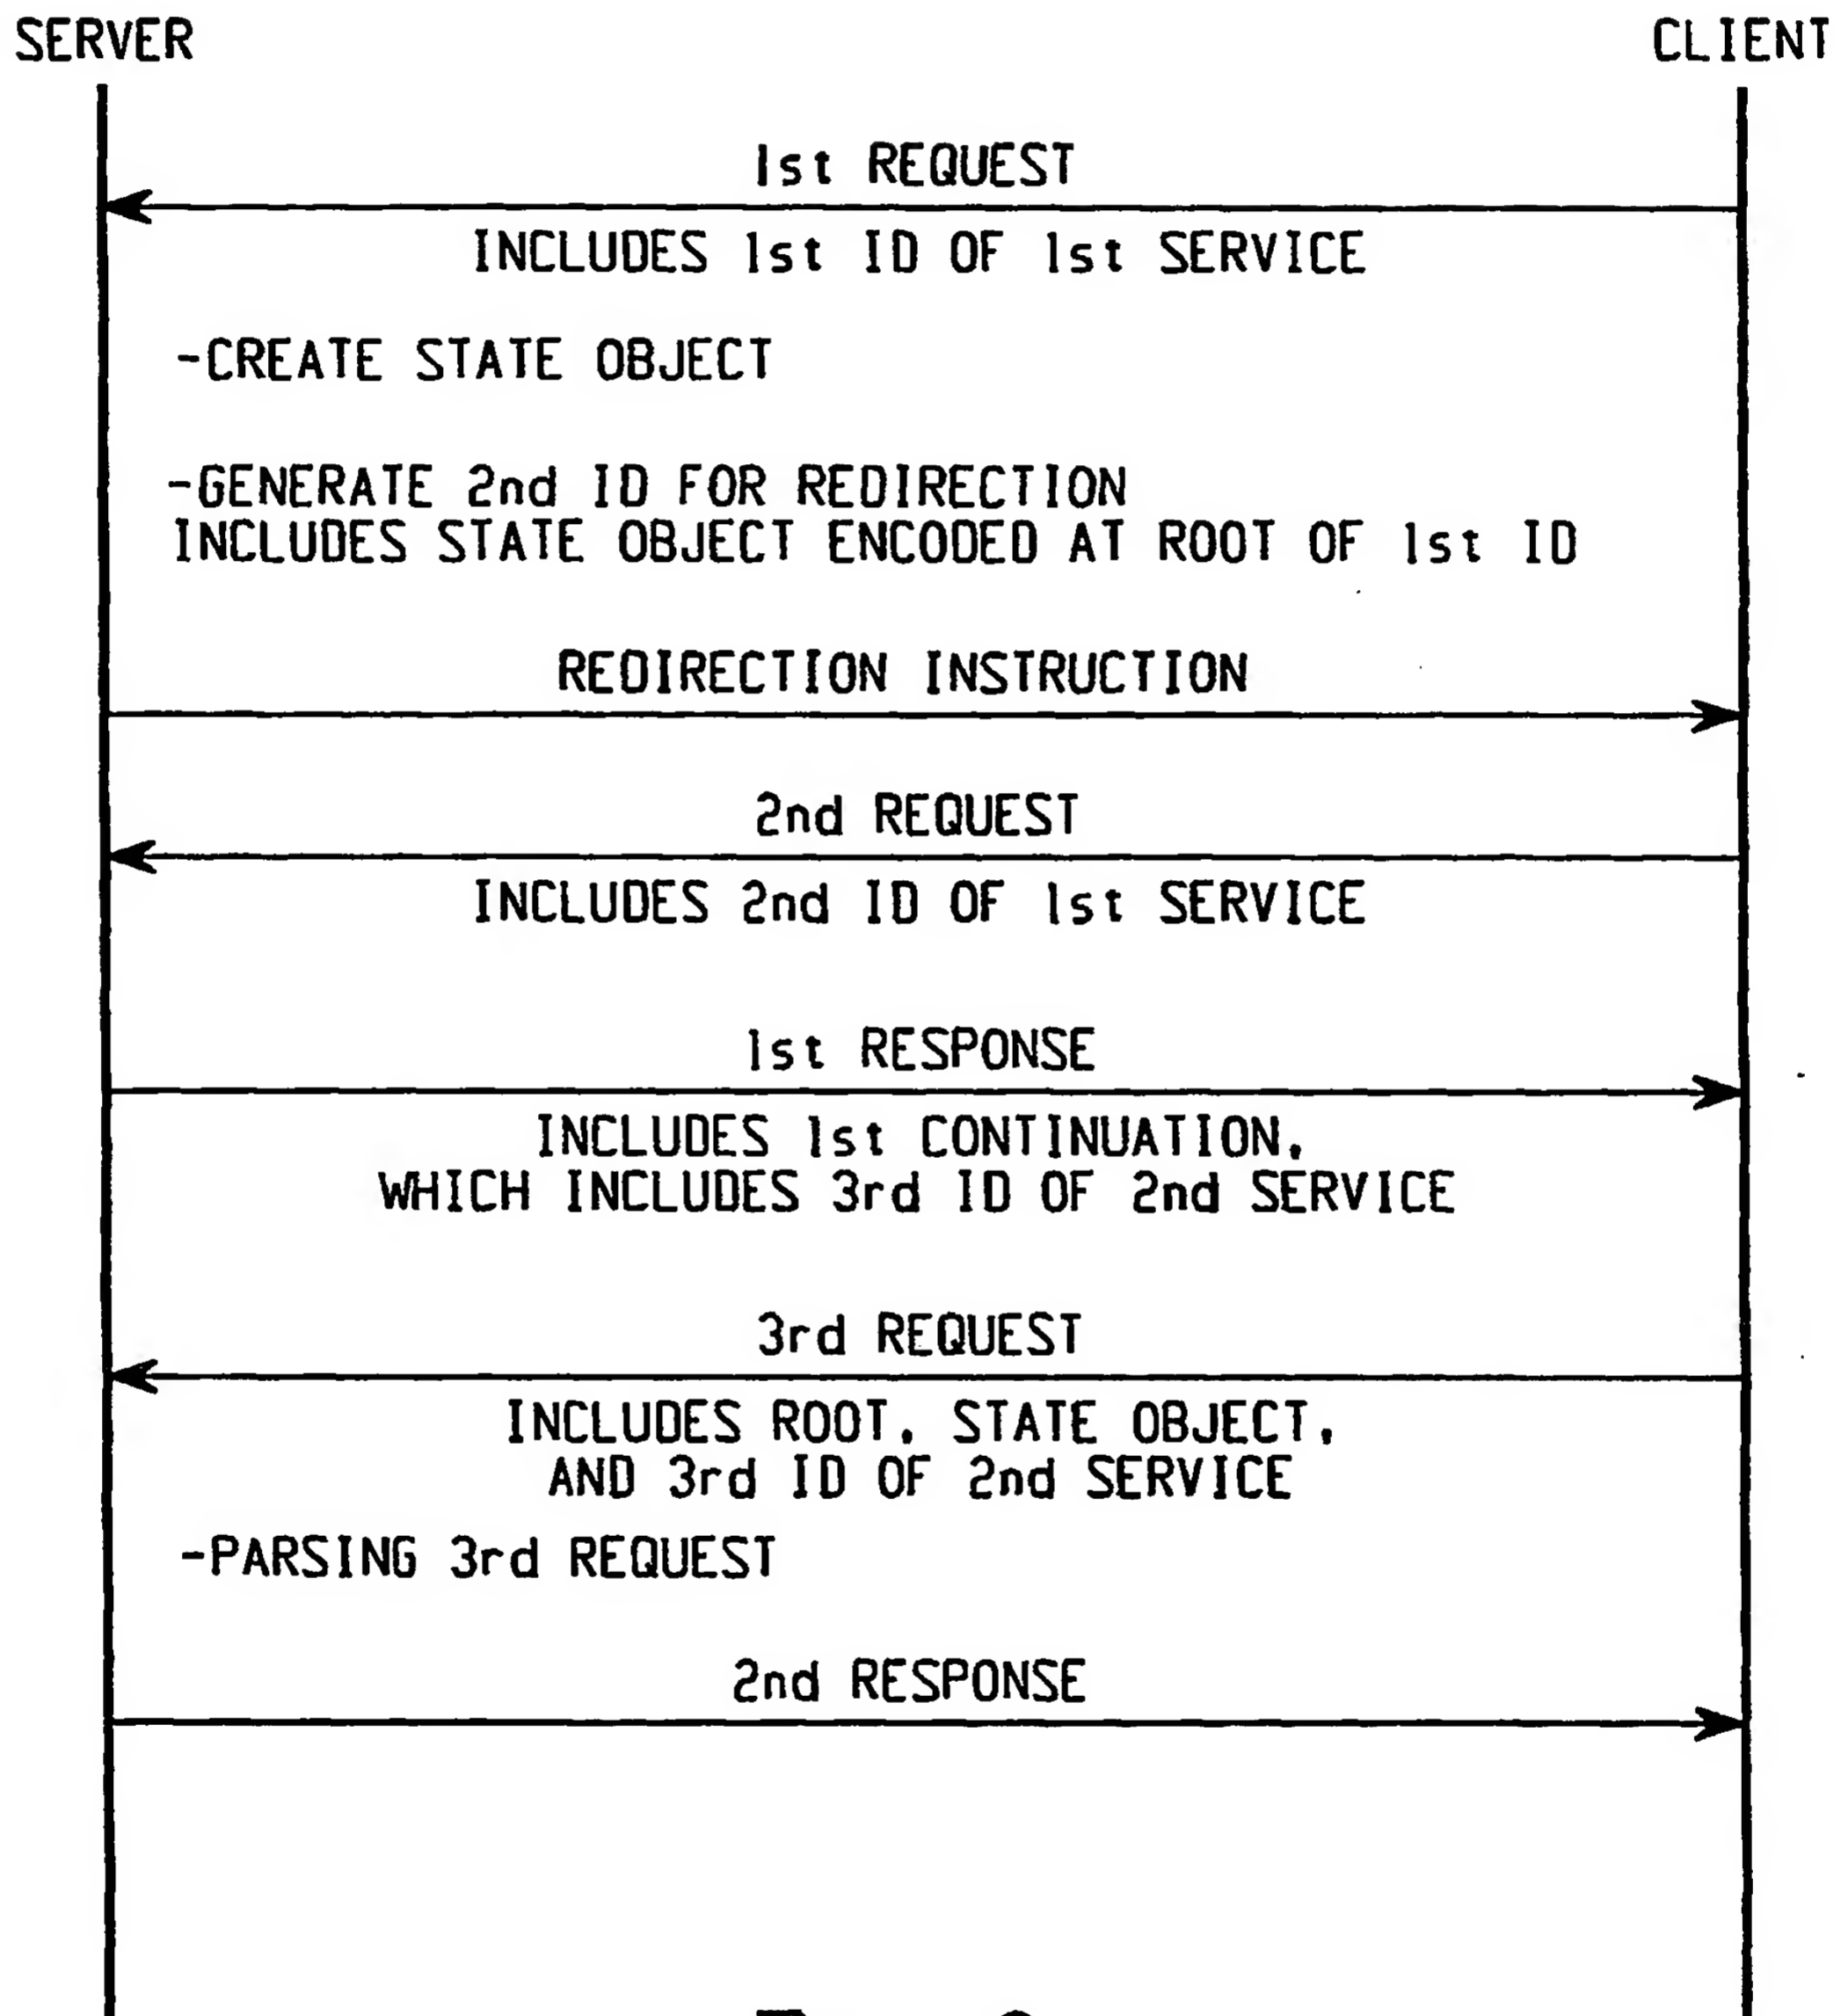 SERVER
CLIENT
1st REQUEST
INCLUDES 1st ID OF 1st SERVICE
-CREATE STATE OBJECT
-GENERATE 2nd ID FOR REDIRECTION
INCLUDES STATE OBJECT ENCODED AT ROOT OF 1st ID
REDIRECTION INSTRUCTION
2nd REQUEST
INCLUDES 2nd ID OF 1st SERVICE
1st RESPONSE
INCLUDES 1st CONTINUATION,
WHICH INCLUDES 3rd ID OF 2nd SERVICE
3rd REQUEST
INCLUDES ROOT, STATE OBJECT,
AND 3rd ID OF 2nd SERVICE
-PARSING 3rd REQUEST
2nd RESPONSE